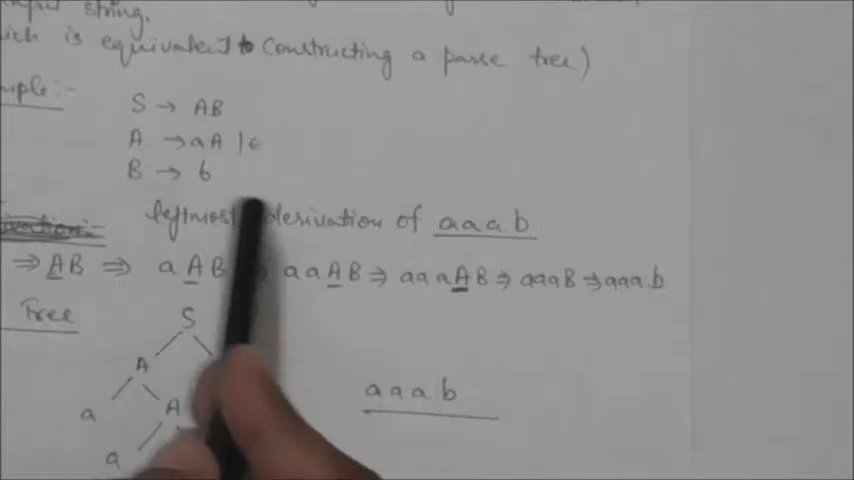 string.
is equivalent to constructing a parse tree)
S → AB
A → aA | ε
B → b
leftmost derivation of aaab
⇒ AB ⇒ aAB ⇒ aaAB ⇒ aaaAB ⇒ aaaB ⇒ aaab
Tree
S
A
a A
aaab
a